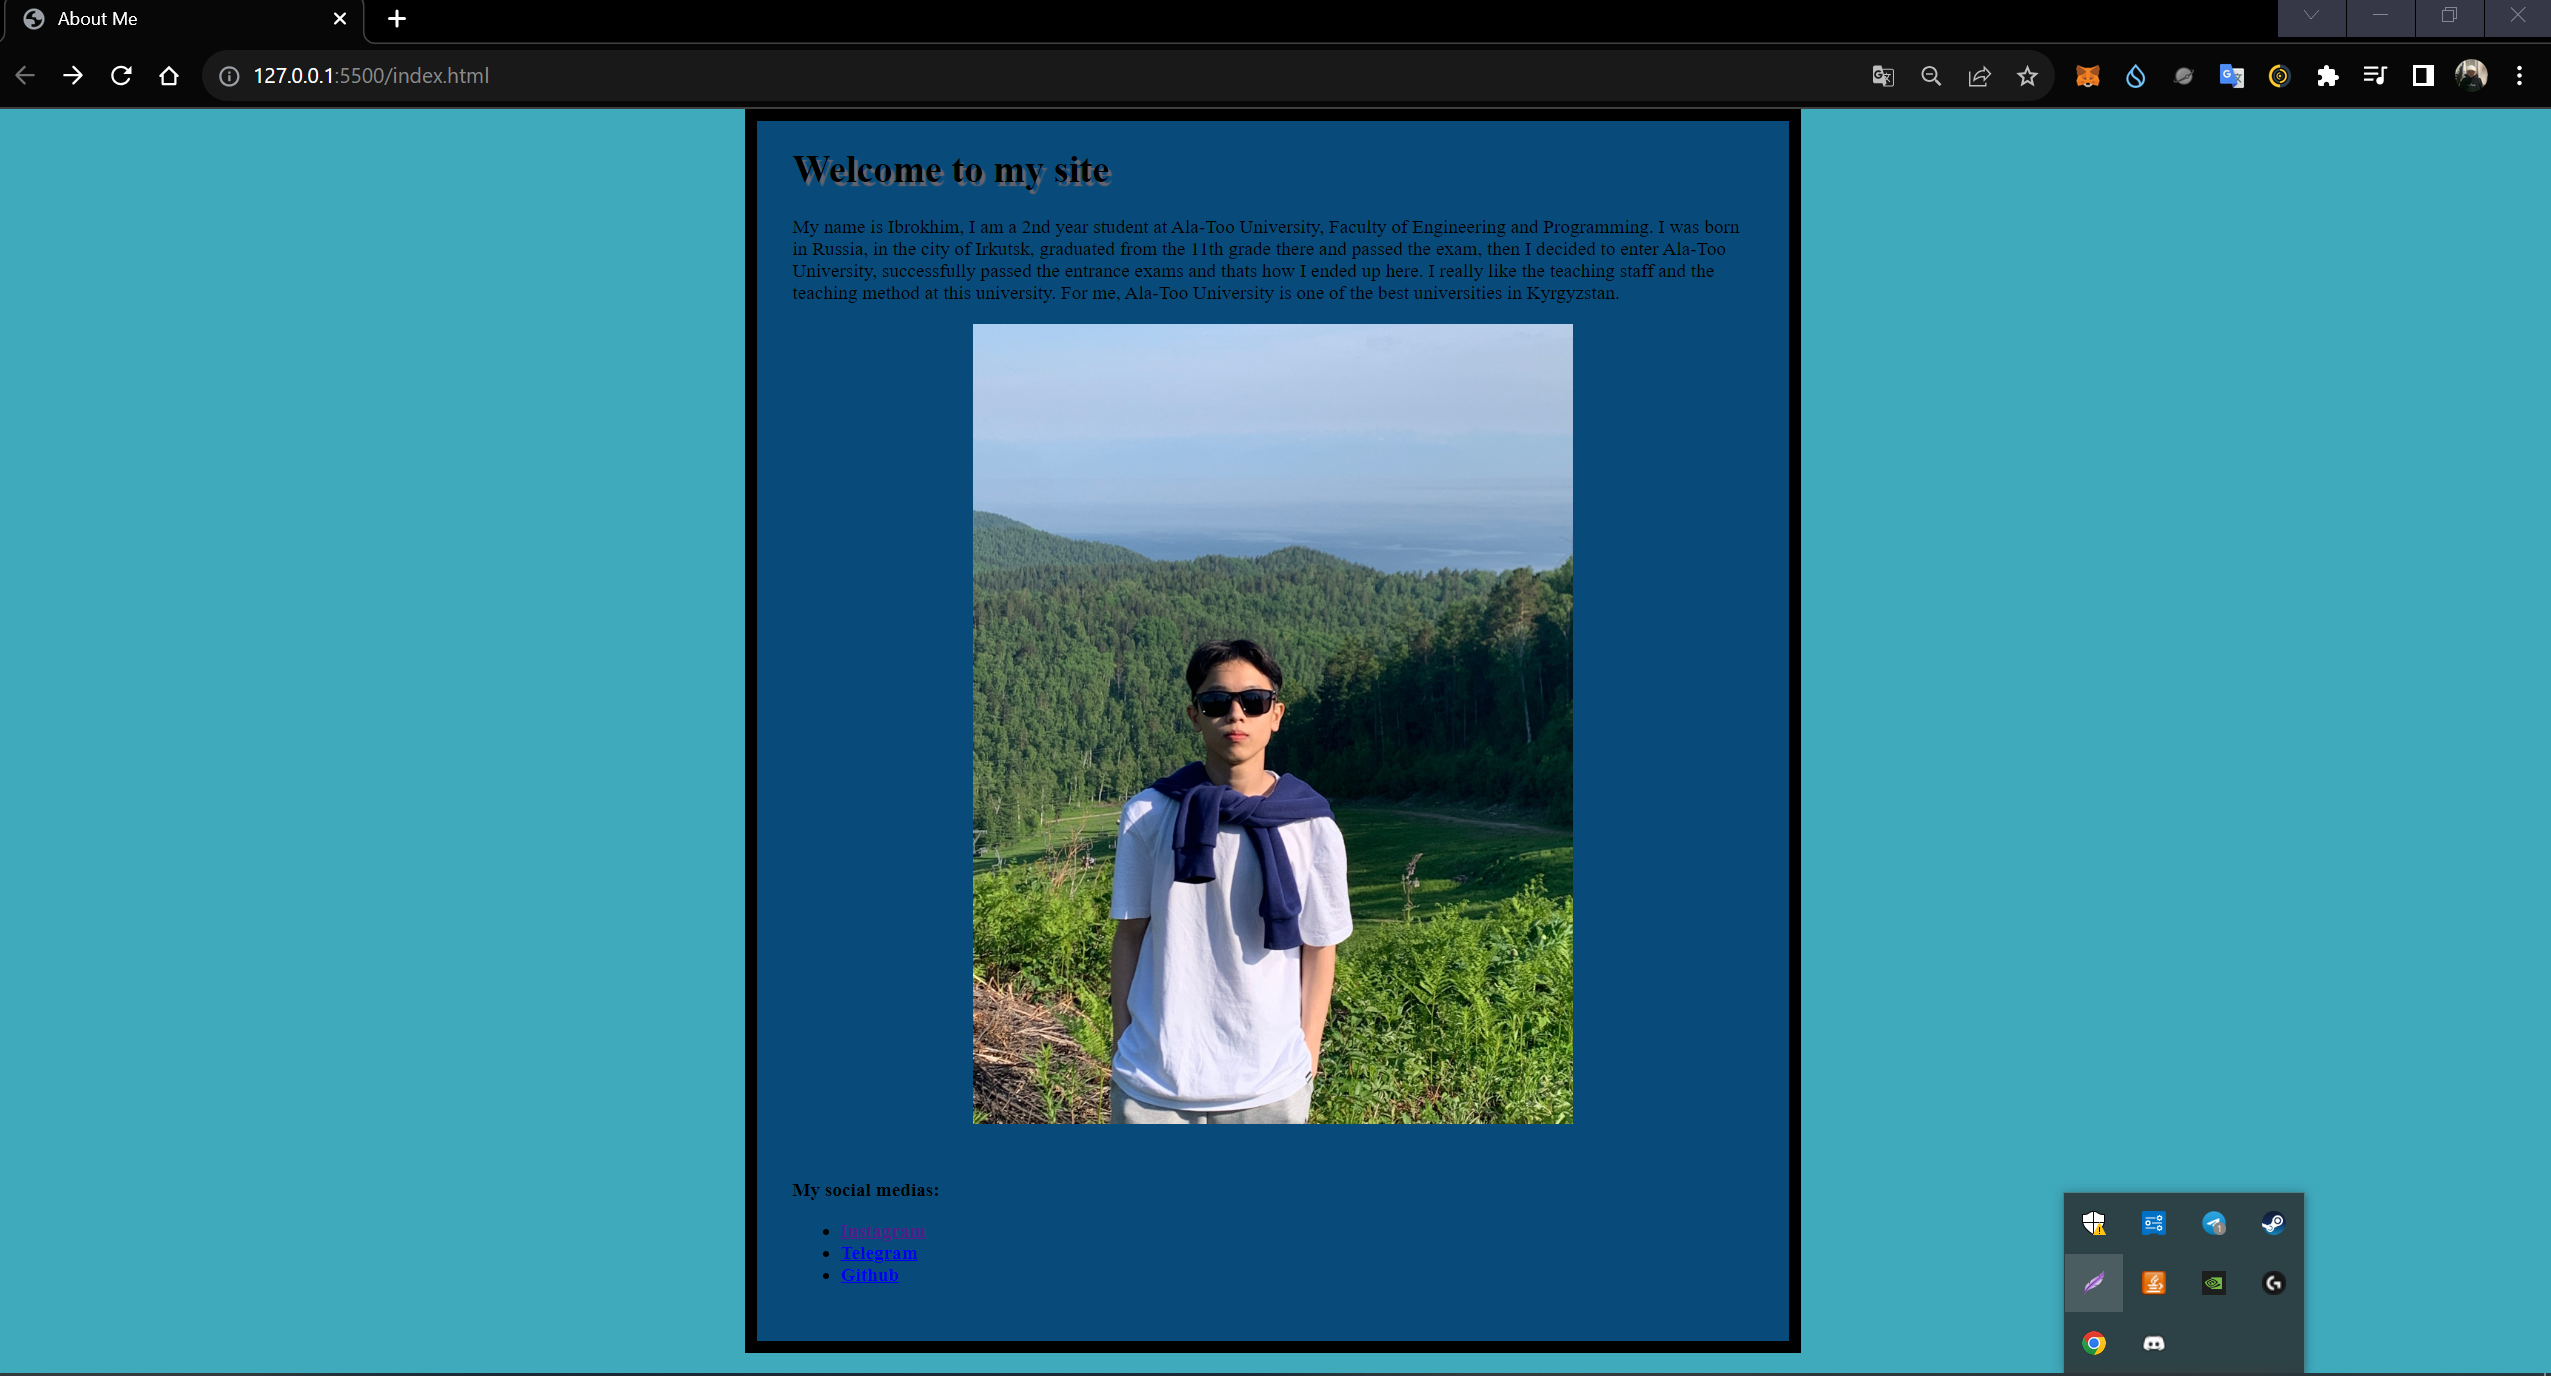 About Me
127.0.0.1:5500/index.html
Welcome to my site
My name is Ibrokhim, I am a 2nd year student at Ala-Too University, Faculty of Engineering and Programming. I was born
in Russia, in the city of Irkutsk, graduated from the 11th grade there and passed the exam, then I decided to enter Ala-Too
University, successfully passed the entrance exams and thats how I ended up here. I really like the teaching staff and the
teaching method at this university. For me, Ala-Too University is one of the best universities in Kyrgyzstan.
My social medias:
Instagram
Telegram
Github